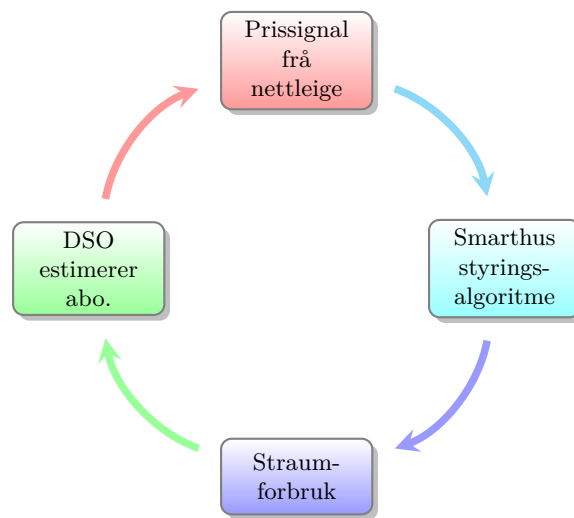 Prissignal
frå
nettleige
DSO
estimerer
abo.
Smarthus
styrings-
algoritme
Straum-
forbruk